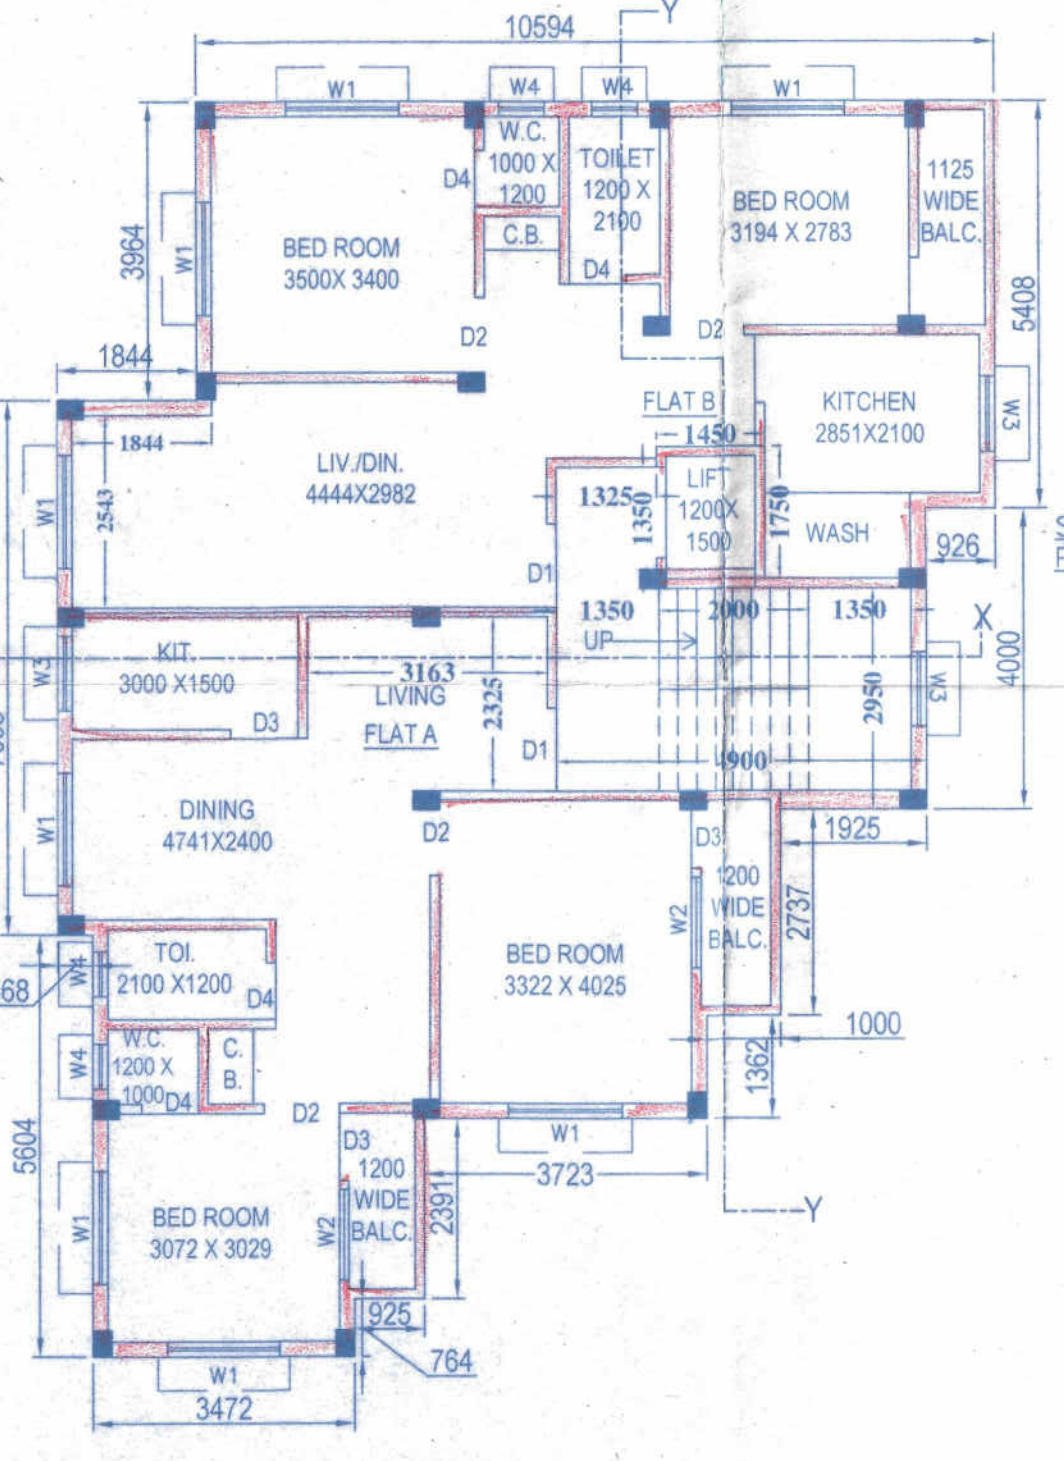 10594
Y
W1
W4
W4
W1
W.C.
1000 X
1200
D4
TOILET
1200 X
2100
D4
1125
WIDE
BALC.
BED ROOM
3194 X 2783
3964
W1
BED ROOM
3500X 3400
C.B.
5408
D2
D2
1844
FLAT B
KITCHEN
2851X2100
W3
1844
1450
LIV./DIN.
4444X2982
W1
2543
1325
1350
LIF
1200X
1500
1750
WASH
926
D1
1350
2000
1350
X
UP
KIT.
3000 X1500
W3
3163
LIVING
2325
2950
W3
4000
D3
FLAT A
D1
W1
DINING
4741X2400
D2
D3
1925
1200
WIDE
BALC.
W2
2737
BED ROOM
3322 X 4025
TOI.
2100 X1200
W4
68
D4
W.C.
1200 X
1000
D4
W4
C.
B.
1000
1362
D2
D3
1200
WIDE
BALC.
W1
3723
5604
W1
BED ROOM
3072 X 3029
W2
2391
Y
925
764
W1
3472